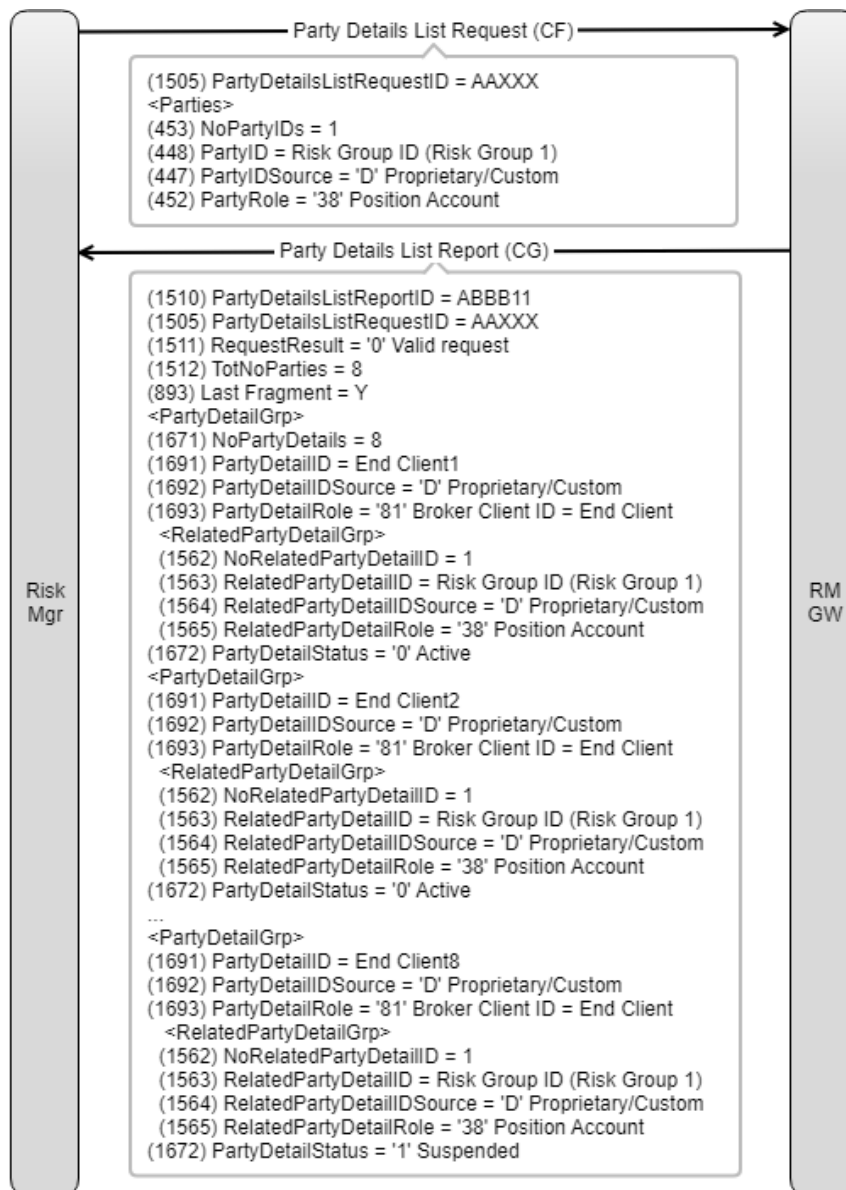 Party Details List Request (CF)
(1505) PartyDetailsListRequestID = AAXXX
<Parties>
(453) NoPartyIDs = 1
(448) PartyID = Risk Group ID (Risk Group 1)
(447) PartyIDSource = 'D' Proprietary/Custom
(452) PartyRole = '38' Position Account
Party Details List Report (CG)
(1510) PartyDetailsListReportID = ABBB11
(1505) PartyDetailsListRequestID = AAXXX
(1511) RequestResult = '0' Valid request
(1512) TotNoParties = 8
(893) Last Fragment = Y
<PartyDetailGrp>
(1671) NoPartyDetails = 8
(1691) PartyDetailID = End Client1
(1692) PartyDetailIDSource = 'D' Proprietary/Custom
(1693) PartyDetailRole = '81' Broker Client ID = End Client
<RelatedPartyDetailGrp>
(1562) NoRelatedPartyDetailID = 1
(1563) RelatedPartyDetailID = Risk Group ID (Risk Group 1)
(1564) RelatedPartyDetailIDSource = 'D' Proprietary/Custom
(1565) RelatedPartyDetailRole = '38' Position Account
(1672) PartyDetailStatus = '0' Active
<PartyDetailGrp>
(1691) PartyDetailID = End Client2
(1692) PartyDetailIDSource = 'D' Proprietary/Custom
(1693) PartyDetailRole = '81' Broker Client ID = End Client
<RelatedPartyDetailGrp>
(1562) NoRelatedPartyDetailID = 1
(1563) RelatedPartyDetailID = Risk Group ID (Risk Group 1)
(1564) RelatedPartyDetailIDSource = 'D' Proprietary/Custom
(1565) RelatedPartyDetailRole = '38' Position Account
(1672) PartyDetailStatus = '0' Active
...
<PartyDetailGrp>
(1691) PartyDetailID = End Client8
(1692) PartyDetailIDSource = 'D' Proprietary/Custom
(1693) PartyDetailRole = '81' Broker Client ID = End Client
<RelatedPartyDetailGrp>
(1562) NoRelatedPartyDetailID = 1
(1563) RelatedPartyDetailID = Risk Group ID (Risk Group 1)
(1564) RelatedPartyDetailIDSource = 'D' Proprietary/Custom
(1565) RelatedPartyDetailRole = '38' Position Account
(1672) PartyDetailStatus = '1' Suspended
Risk
Mgr
RM
GW